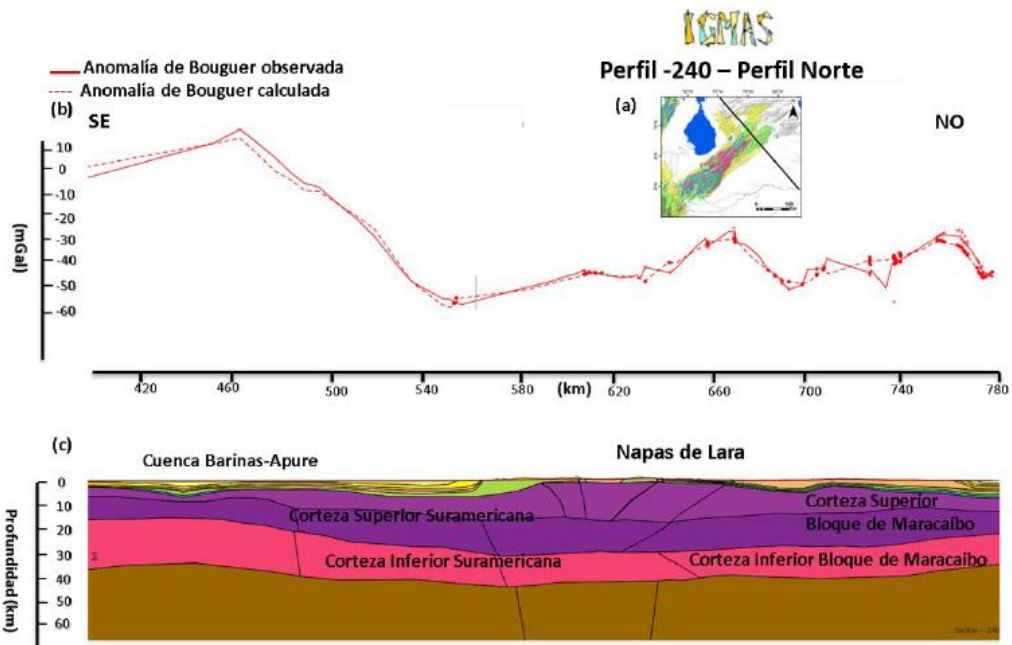 IGMAS
Perfil -240 – Perfil Norte
Anomalía de Bouguer observada
Anomalía de Bouguer calculada
(a)
(b)
SE
NO
10
0
-10
-20
-30
-40
-50
-60
(mGal)
420
460
500
540
580
(km)
620
660
700
740
780
(c)
Cuenca Barinas-Apure
Napas de Lara
0
10
20
30
40
50
60
Profundidad (km)
Corteza Superior Suramericana
Corteza Superior
Bloque de Maracaibo
Corteza Inferior Suramericana
Corteza Inferior Bloque de Maracaibo